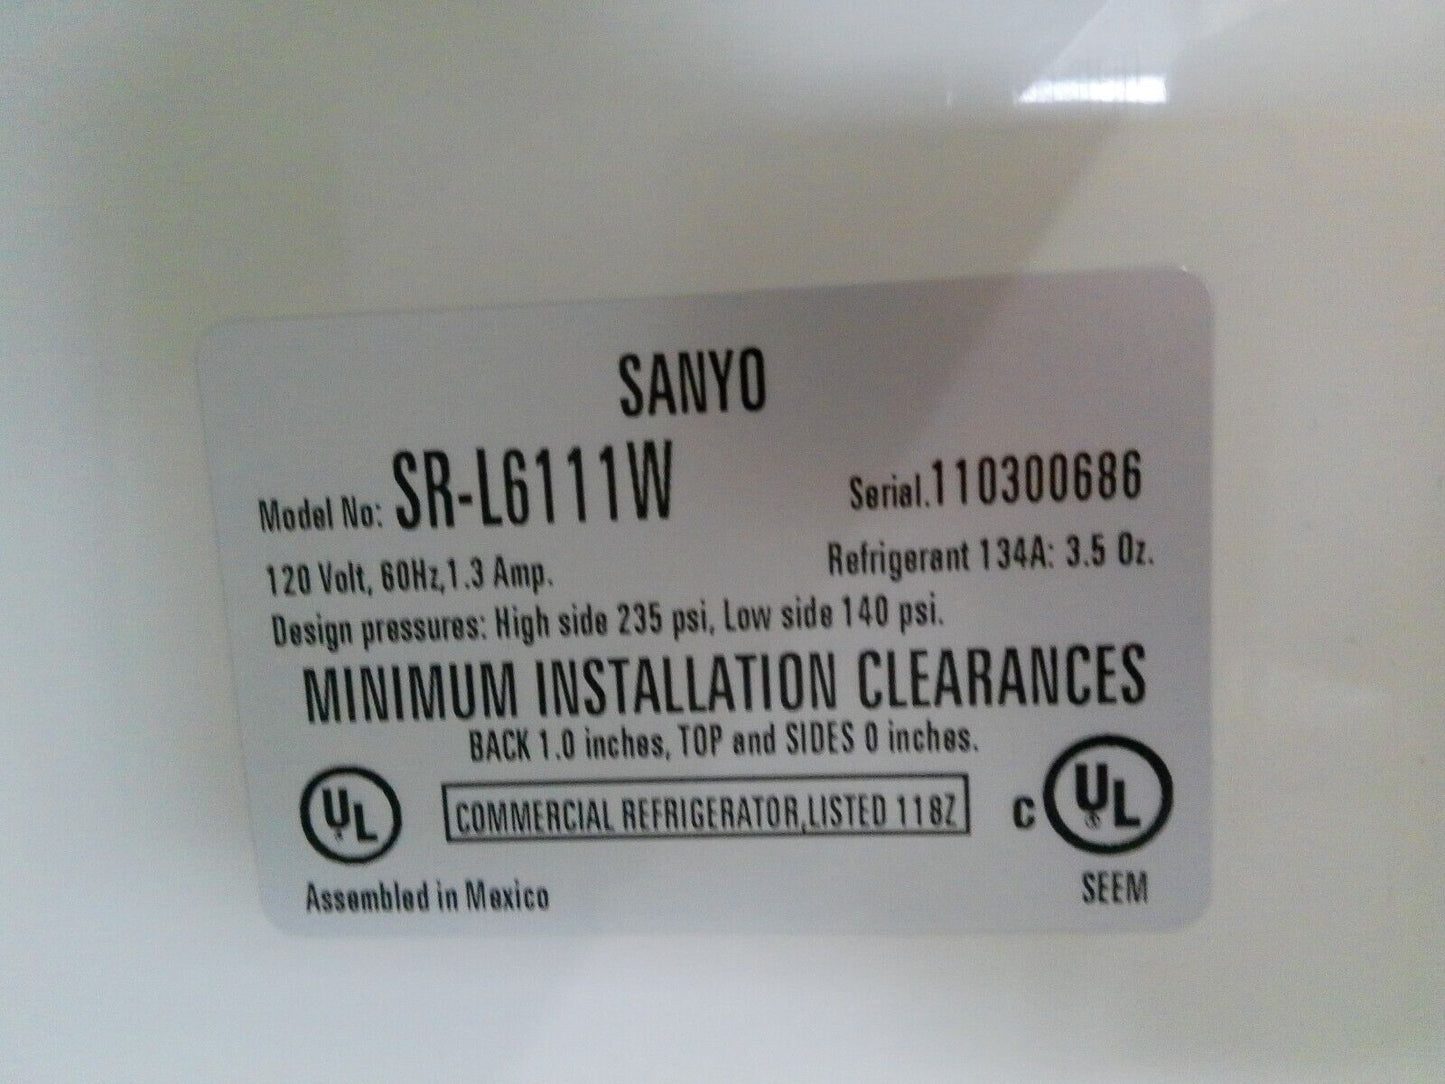 SANYO
Model No: SR-L6111W
Serial.110300686
120 Volt, 60Hz,1.3 Amp.
Refrigerant 134A: 3.5 Oz.
Design pressures: High side 235 psi, Low side 140 psi.
MINIMUM INSTALLATION CLEARANCES
BACK 1.0 inches, TOP and SIDES 0 inches.
UL
COMMERCIAL REFRIGERATOR,LISTED 118Z
C UL ®
Assembled in Mexico
SEEM